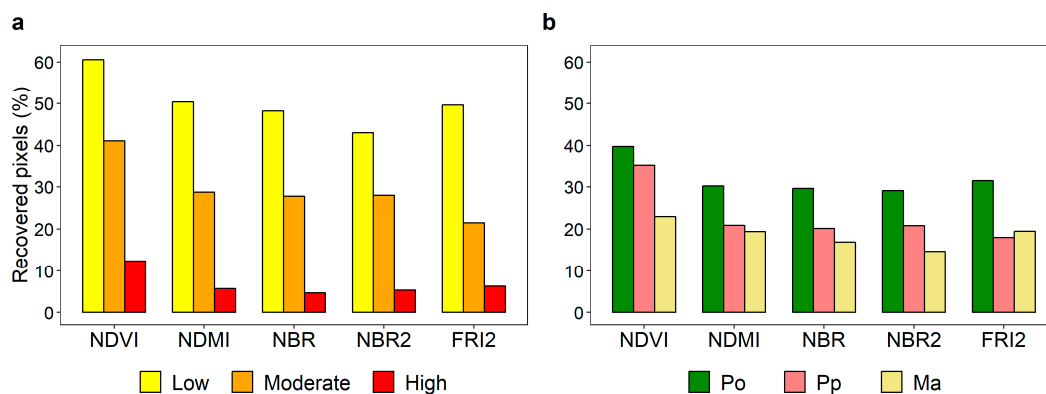 a
Recovered pixels (%)
60
50
40
30
20
10
0
NDVI NDMI NBR NBR2 FRI2
Low Moderate High
b
60
50
40
30
20
10
0
NDVI NDMI NBR NBR2 FRI2
Po Pp Ma